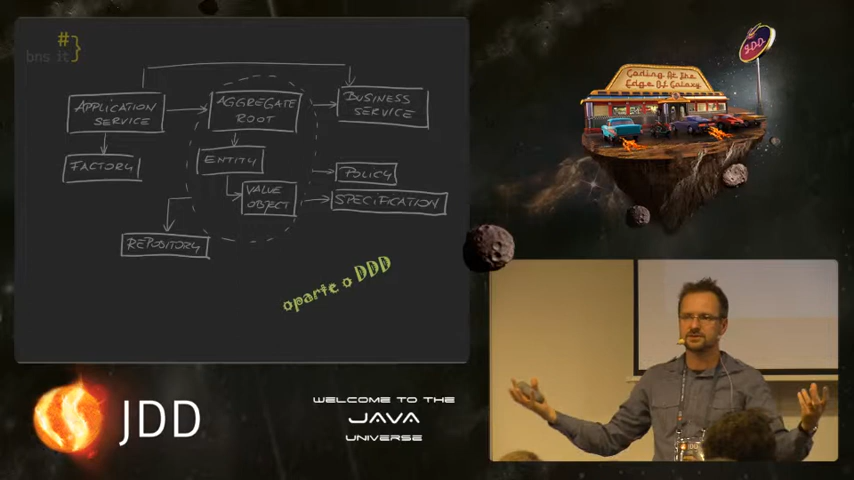 #}
bns it
APPLICATION
SERVICE
AGGREGATE
ROOT
BUSINESS
SERVICE
FACTORY
ENTITY
VALUE
OBJECT
POLICY
SPECIFICATION
REPOSITORY
oparte o DDD
Coding At the
Edge Of Galaxy
JDD
JDD
WELCOME TO THE
JAVA
UNIVERSE